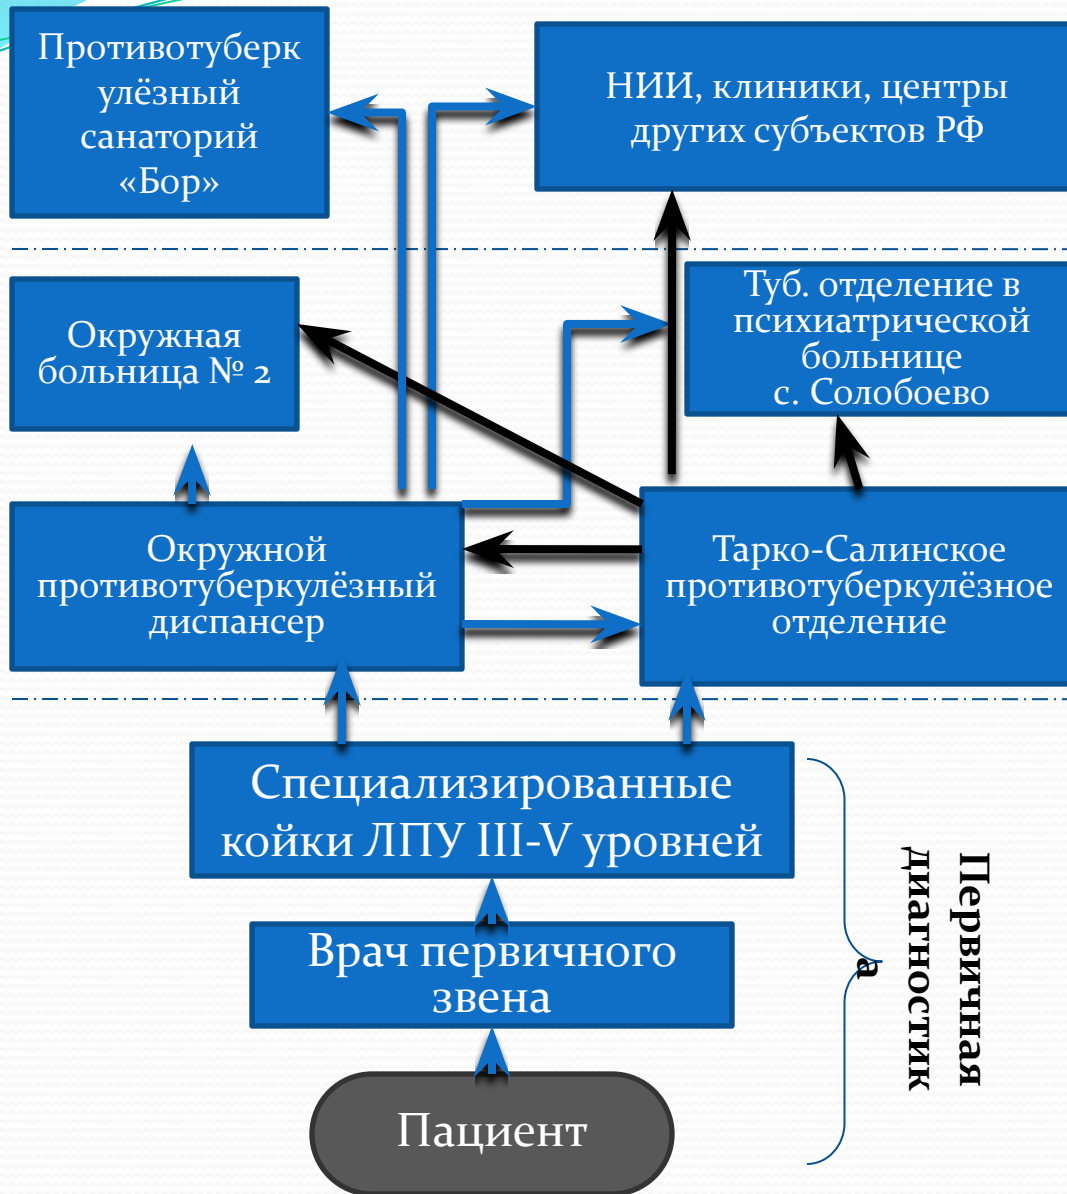 Противотуберк
улёзный
санаторий
«Бор»
НИИ, клиники, центры
других субъектов РФ
Окружная
больница № 2
Туб. отделение в
психиатрической
больнице
с. Солобоево
Окружной
противотуберкулёзный
диспансер
Тарко-Салинское
противотуберкулёзное
отделение
Специализированные
койки ЛПУ III-V уровней
Врач первичного
звена
Пациент
Первичная
диагностик
а